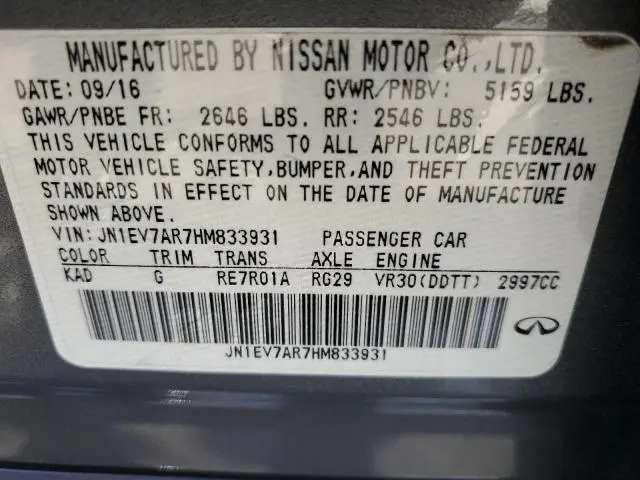 MANUFACTURED BY NISSAN MOTOR CO.,LTD.
DATE: 09/16 GVWR/PNBV: 5159 LBS.
GAWR/PNBE FR: 2646 LBS. RR: 2546 LBS.
THIS VEHICLE CONFORMS TO ALL APPLICABLE FEDERAL
MOTOR VEHICLE SAFETY,BUMPER,AND THEFT PREVENTION
STANDARDS IN EFFECT ON THE DATE OF MANUFACTURE
SHOWN ABOVE.
VIN:JN1EV7AR7HM833931 PASSENGER CAR
COLOR TRIM TRANS AXLE ENGINE
KAD G RE7R01A RG29 VR30(DDTT) 2997CC
JN1EV7AR7HM833931